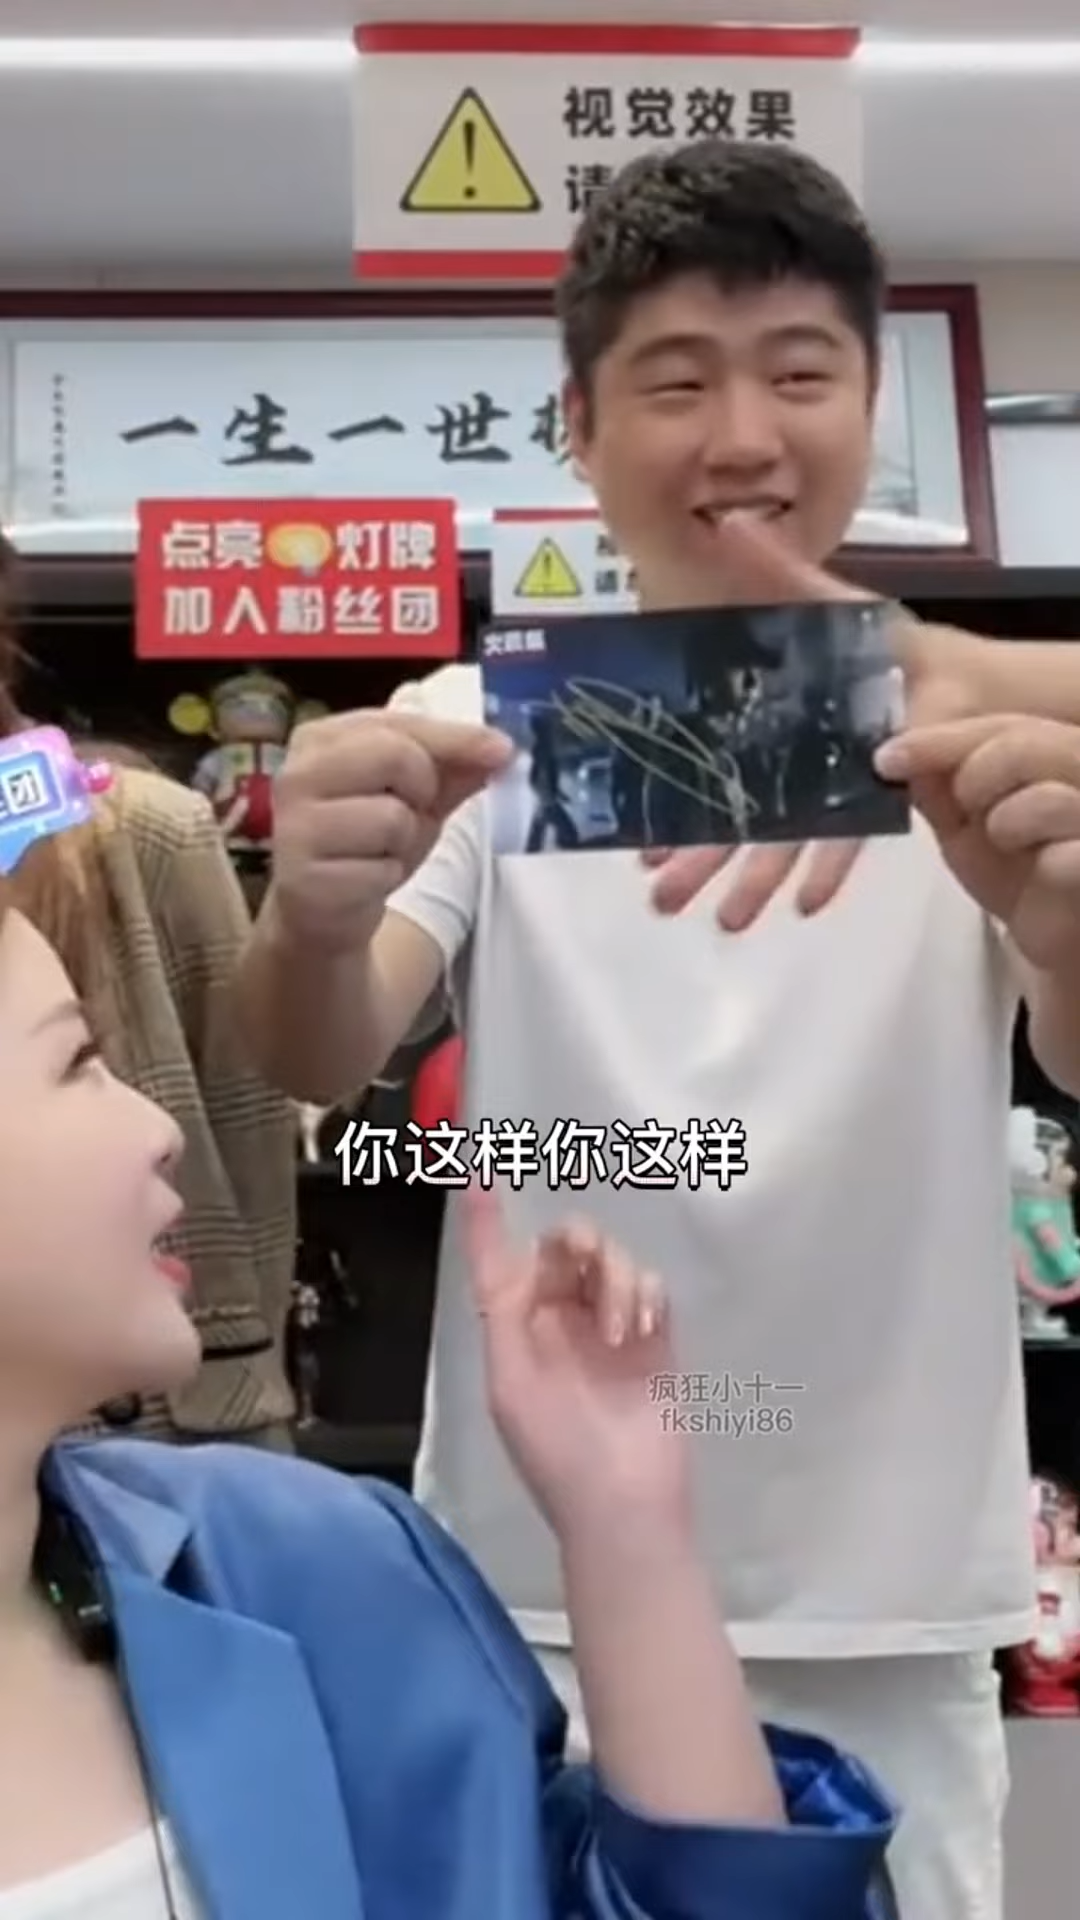 视觉效果
请
一生一世
点亮灯牌
加入粉丝团
请
团
你这样你这样
疯狂小十一
fkshiyi86